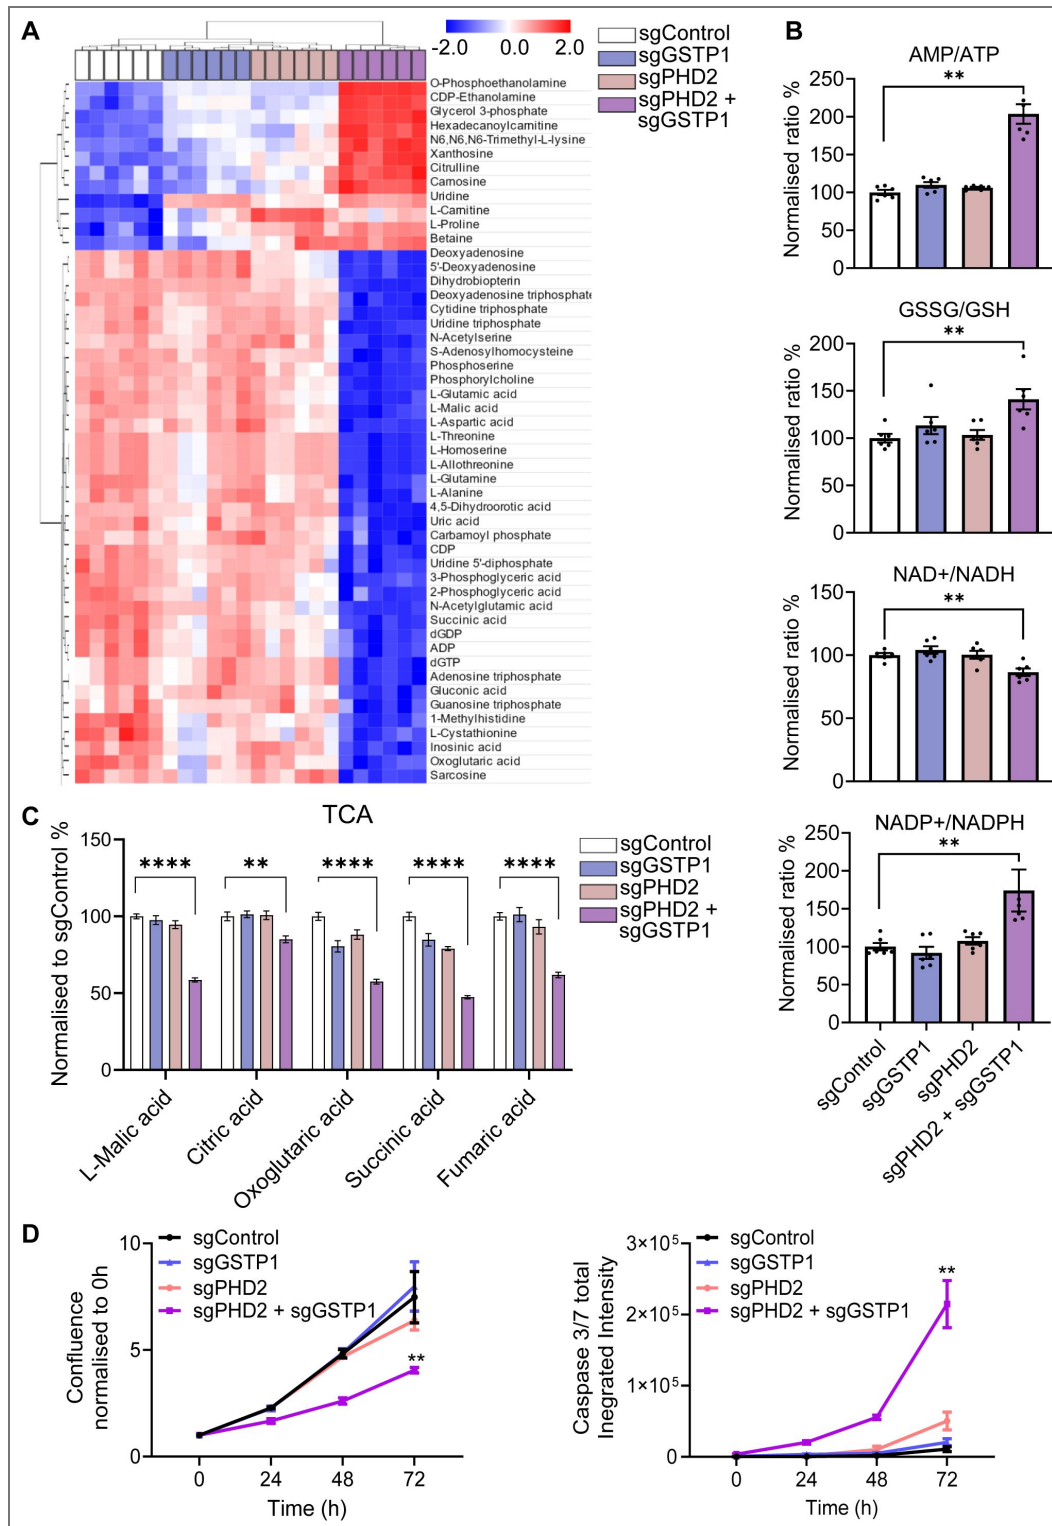 A
-2.0 0.0 2.0
sgControl
sgGSTP1
sgPHD2
sgPHD2 +
sgGSTP1
O-Phosphoethanolamine
CDP-Ethanolamine
Glycerol 3-phosphate
Hexadecanoylcarnitine
N6,N6,N6-Trimethyl-L-lysine
Xanthosine
Citrulline
Carnosine
Uridine
L-Carnitine
L-Proline
Betaine
Deoxyadenosine
5'-Deoxyadenosine
Dihydrobiopterin
Deoxyadenosine triphosphate
Cytidine triphosphate
Uridine triphosphate
N-Acetylserine
S-Adenosylhomocysteine
Phosphoserine
Phosphorylcholine
L-Glutamic acid
L-Malic acid
L-Aspartic acid
L-Threonine
L-Homoserine
L-Allothreonine
L-Glutamine
L-Alanine
4,5-Dihydroorotic acid
Uric acid
Carbamoyl phosphate
CDP
Uridine 5'-diphosphate
3-Phosphoglyceric acid
2-Phosphoglyceric acid
N-Acetylglutamic acid
Succinic acid
dGDP
ADP
dGTP
Adenosine triphosphate
Gluconic acid
Guanosine triphosphate
1-Methylhistidine
L-Cystathionine
Inosinic acid
Oxoglutaric acid
Sarcosine
B
AMP/ATP
**
Normalised ratio %
250
200
150
100
50
0
GSSG/GSH
**
Normalised ratio %
200
150
100
50
0
NAD+/NADH
**
Normalised ratio %
150
100
50
0
NADP+/NADPH
**
Normalised ratio %
250
200
150
100
50
0
sgControl
sgGSTP1
sgPHD2
sgPHD2 + sgGSTP1
C
TCA
Normalised to sgControl %
150
100
50
0
**** ** **** **** ****
sgControl
sgGSTP1
sgPHD2
sgPHD2 +
sgGSTP1
L-Malic acid
Citric acid
Oxoglutaric acid
Succinic acid
Fumaric acid
D
Confluence
normalised to 0h
10
5
0
sgControl
sgGSTP1
sgPHD2
sgPHD2 + sgGSTP1
**
0 24 48 72
Time (h)
Caspase 3/7 total
Inegrated Intensity
3×10⁵
2×10⁵
1×10⁵
0
sgControl
sgGSTP1
sgPHD2
sgPHD2 + sgGSTP1
**
0 24 48 72
Time (h)